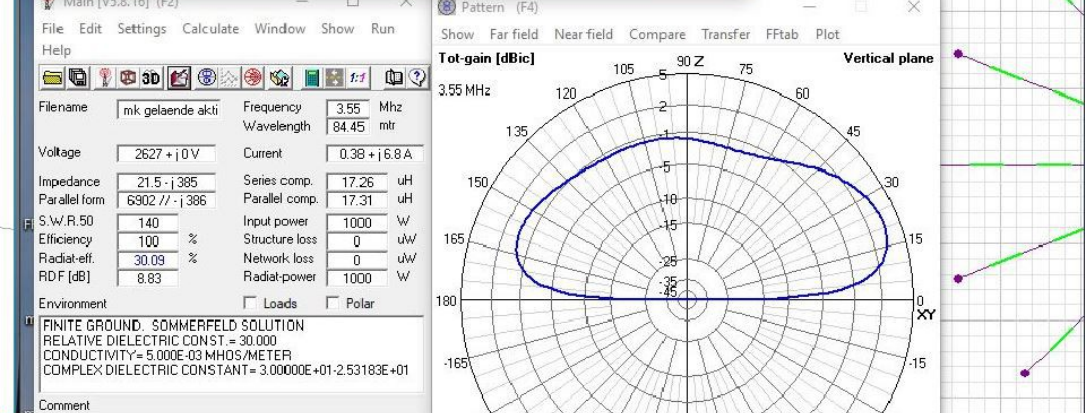 Main [V5.8.16] (F2)
File Edit Settings Calculate Window Show Run
Help
3D 1:1
Filename mk gelaende akti Frequency 3.55 Mhz
Wavelength 84.45 mtr
Voltage 2627 + j 0 V Current 0.38 + j 6.8 A
Impedance 21.5 - j 385 Series comp. 17.26 uH
Parallel form 6902 // - j 386 Parallel comp. 17.31 uH
S.W.R.50 140 Input power 1000 W
Efficiency 100 % Structure loss 0 uW
Radiat-eff. 30.09 % Network loss 0 uW
RDF [dB] 8.83 Radiat-power 1000 W
Environment Loads Polar
FINITE GROUND. SOMMERFELD SOLUTION
RELATIVE DIELECTRIC CONST.= 30.000
CONDUCTIVITY= 5.000E-03 MHOS/METER
COMPLEX DIELECTRIC CONSTANT= 3.00000E+01-2.53183E+01
Comment
Pattern (F4)
Show Far field Near field Compare Transfer FFtab Plot
Tot-gain [dBic] Vertical plane
3.55 MHz
105 90 Z 75
120 60
135 45
150 30
165 15
180 0
XY
-165 -15
5
2
-1
-5
-10
-15
-25
-35
-45